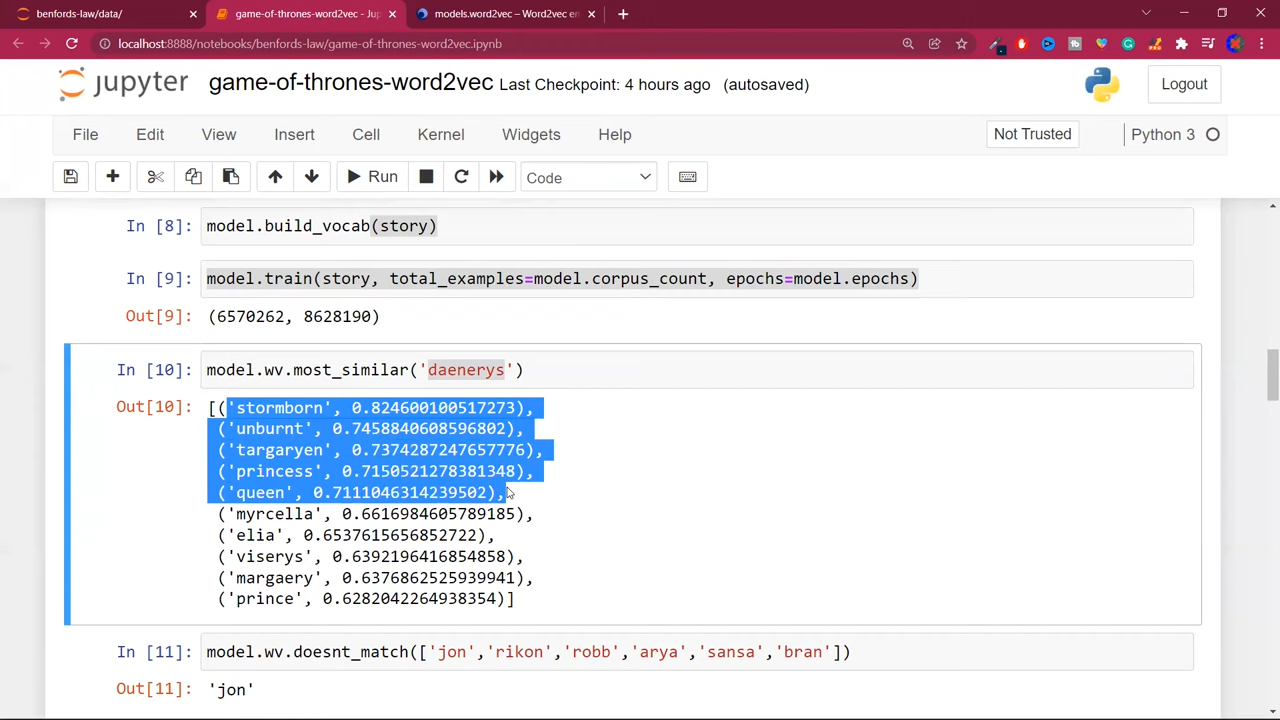 benfords-law/data/
game-of-thrones-word2vec - Jup
models.word2vec – Word2vec en
localhost:8888/notebooks/benfords-law/game-of-thrones-word2vec.ipynb
jupyter game-of-thrones-word2vec Last Checkpoint: 4 hours ago (autosaved) Logout
File Edit View Insert Cell Kernel Widgets Help Not Trusted Python 3
Run Code
In [8]: model.build_vocab(story)
In [9]: model.train(story, total_examples=model.corpus_count, epochs=model.epochs)
Out[9]: (6570262, 8628190)
In [10]: model.wv.most_similar('daenerys')
Out[10]: [('stormborn', 0.824600100517273),
('unburnt', 0.7458840608596802),
('targaryen', 0.7374287247657776),
('princess', 0.7150521278381348),
('queen', 0.7111046314239502),
('myrcella', 0.6616984605789185),
('elia', 0.6537615656852722),
('viserys', 0.6392196416854858),
('margaery', 0.6376862525939941),
('prince', 0.6282042264938354)]
In [11]: model.wv.doesnt_match(['jon','rikon','robb','arya','sansa','bran'])
Out[11]: 'jon'